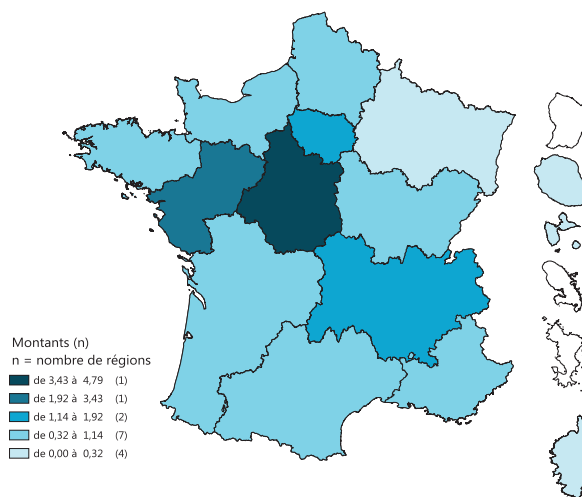 Montants (n)
n = nombre de régions
de 3,43 à 4,79 (1)
de 1,92 à 3,43 (1)
de 1,14 à 1,92 (2)
de 0,32 à 1,14 (7)
de 0,00 à 0,32 (4)